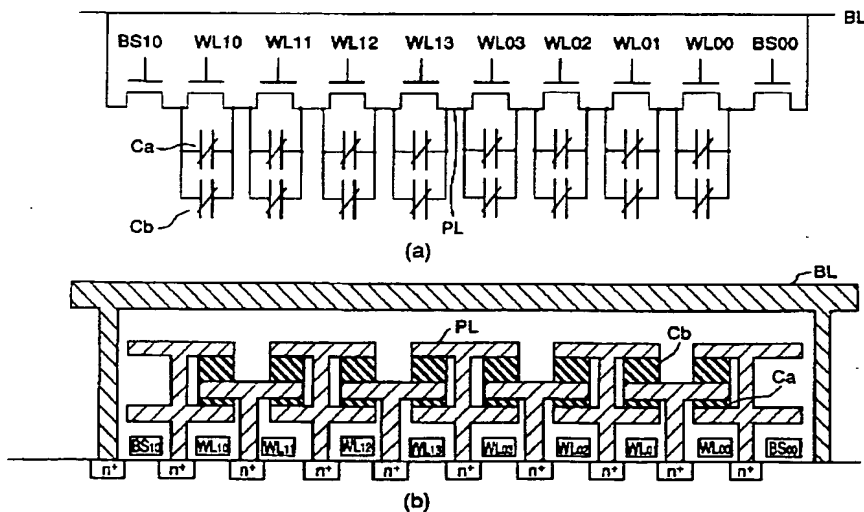 BL
BS10 WL10 WL11 WL12 WL13 WL03 WL02 WL01 WL00 BS00
Ca
Cb
PL
(a)
BL
PL
Cb
Ca
BS10 WL10 WL11 WL12 WL13 WL03 WL02 WL01 WL00 BS00
n+ n+ n+ n+ n+ n+ n+ n+ n+ n+
(b)